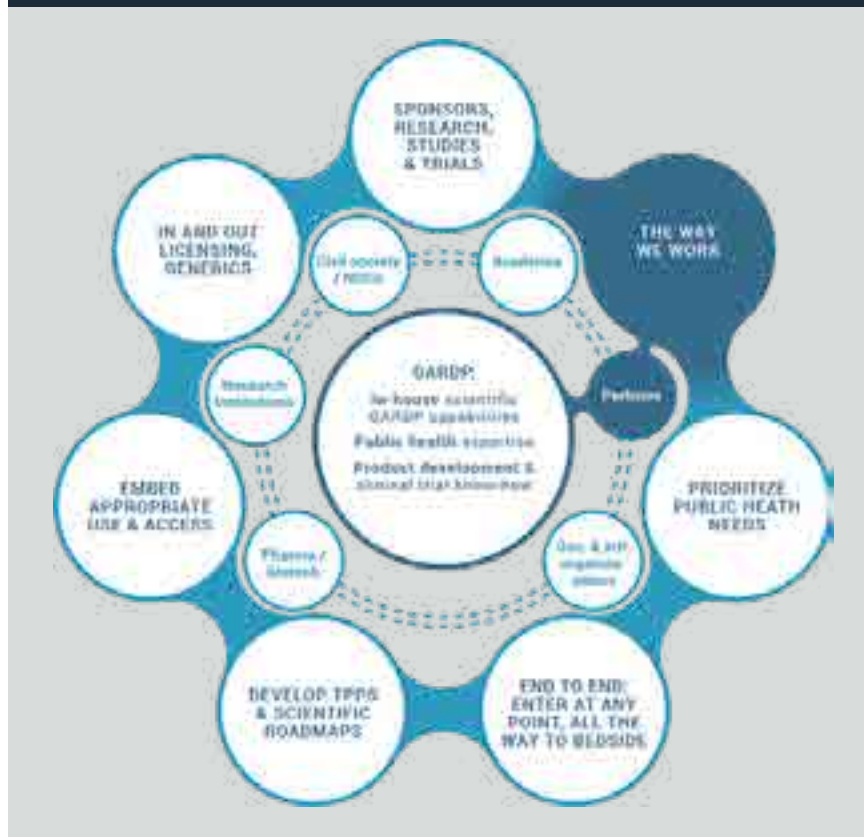 SPONSORS,
RESEARCH,
STUDIES
& TRIALS
THE WAY
WE WORK
IN AND OUT
LICENSING,
GENERICS
Civil society
/ NGOs
Academia
Research
institutions
GARDP:
In-house scientific
GARDP capabilities
Public health expertise
Product development &
clinical trial know-how
Partners
EMBED
APPROPRIATE
USE & ACCESS
PRIORITIZE
PUBLIC HEATH
NEEDS
Pharma /
biotech
Gov. & int.
DEVELOP TPPS
& SCIENTIFIC
ROADMAPS
END TO END:
ENTER AT ANY
POINT, ALL THE
WAY TO BEDSIDE